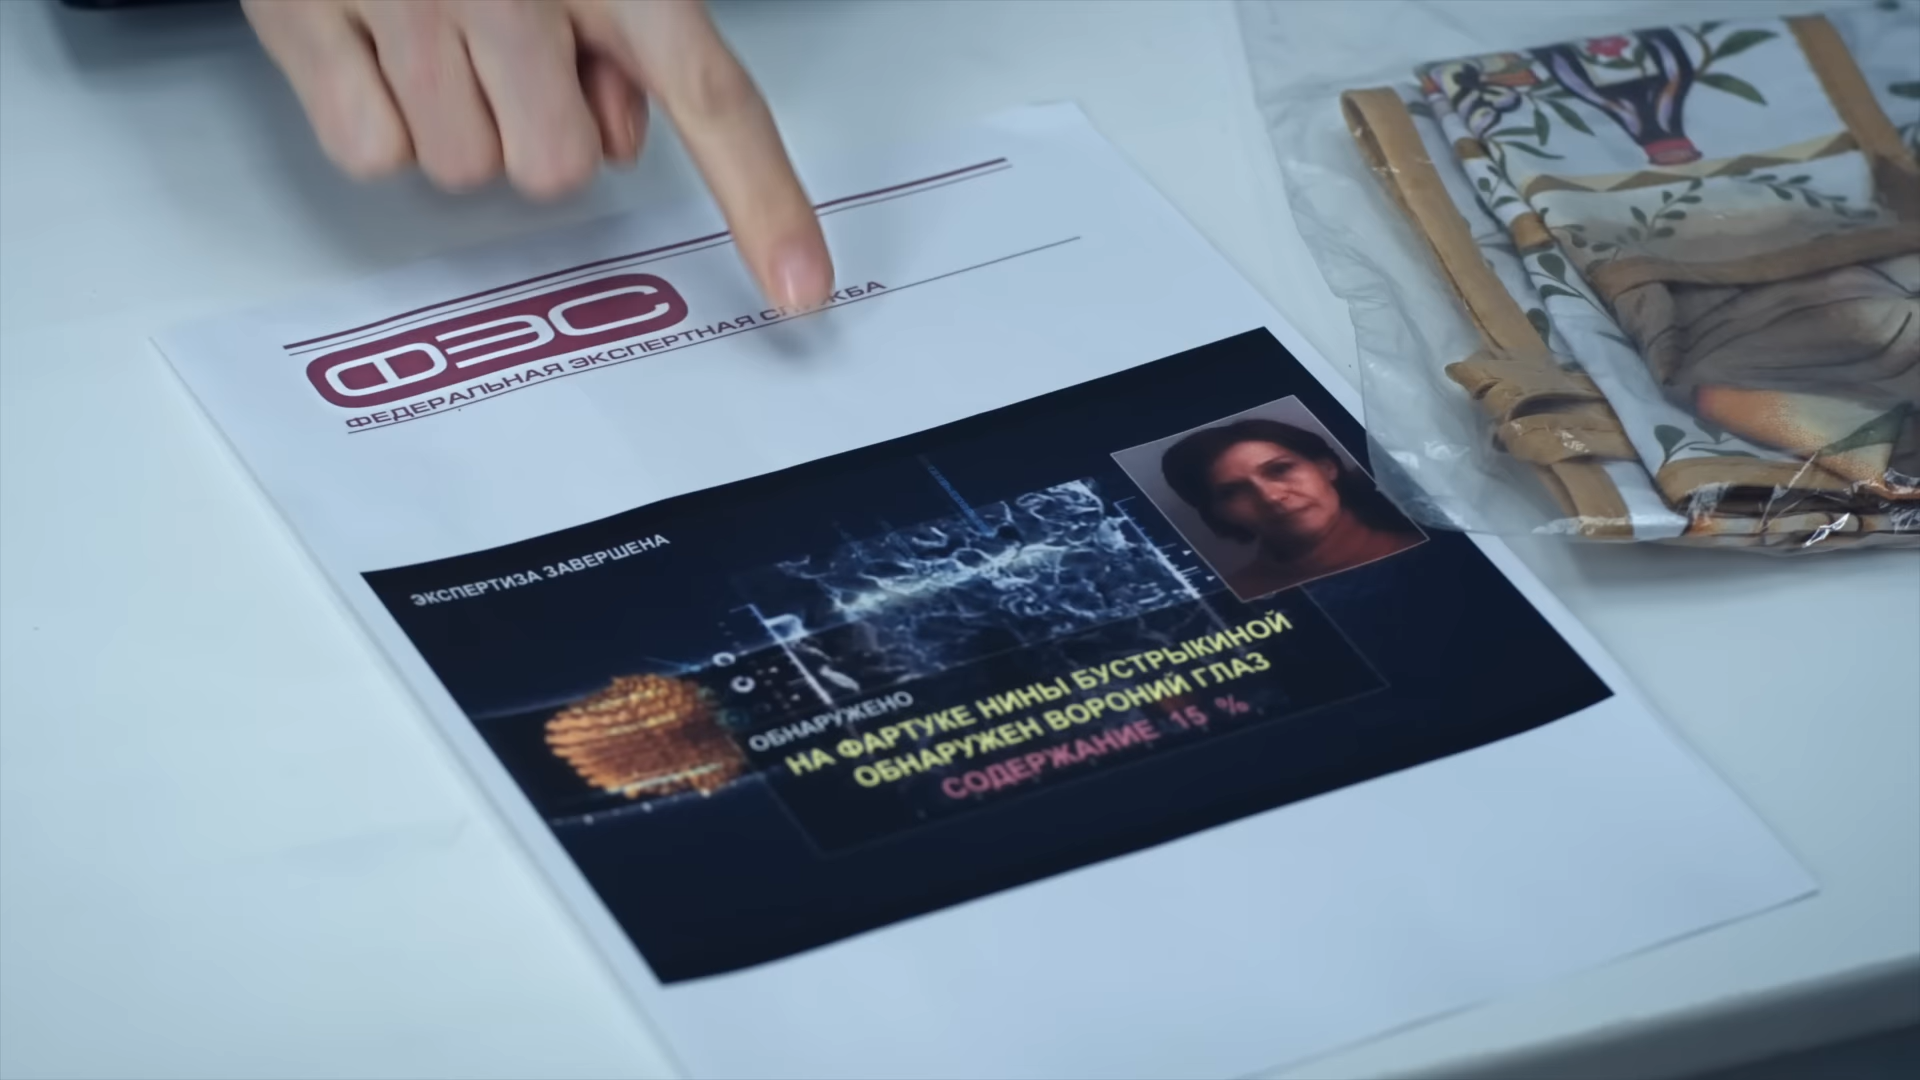 ФЭС
ФЕДЕРАЛЬНАЯ ЭКСПЕРТНАЯ СЛУЖБА
ЭКСПЕРТИЗА ЗАВЕРШЕНА
ОБНАРУЖЕНО
НА ФАРТУКЕ НИНЫ БУСТРЫКИНОЙ
ОБНАРУЖЕН ВОРОНИЙ ГЛАЗ
СОДЕРЖАНИЕ 15 %